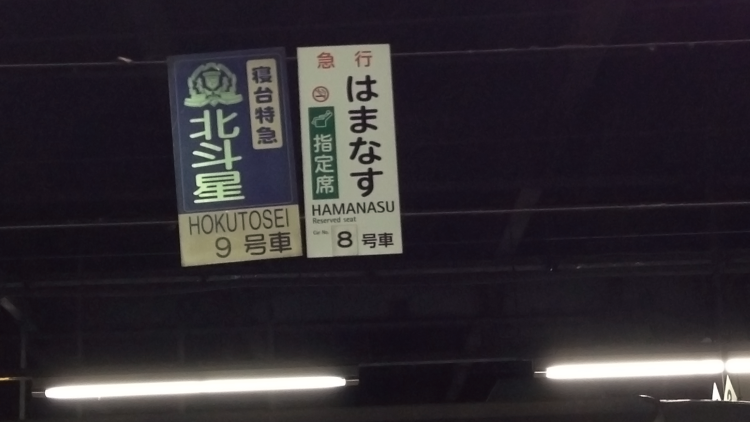 寝台特急
北斗星
HOKUTOSEI
9 号車
急 行
はまなす
指定席
HAMANASU
Reserved seat
Car No.
8 号車